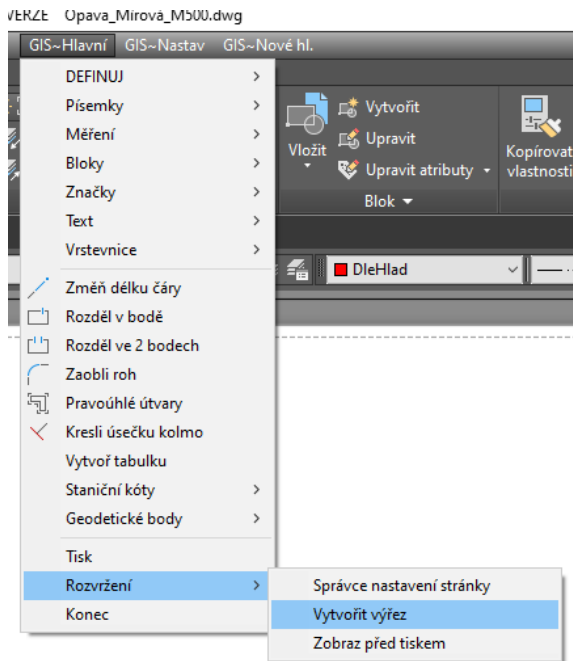 VERZE Opava_Mírová_M500.dwg
GIS~Hlavní GIS~Nastav GIS~Nové hl.
DEFINUJ
Písemky
Měření
Bloky
Značky
Text
Vrstevnice
Změň délku čáry
Rozděl v bodě
Rozděl ve 2 bodech
Zaobli roh
Pravoúhlé útvary
Kresli úsečku kolmo
Vytvoř tabulku
Staniční kóty
Geodetické body
Tisk
Rozvržení
Konec
Správce nastavení stránky
Vytvořit výřez
Zobraz před tiskem
Vložit
Vytvořit
Upravit
Upravit atributy
Blok
Kopírovat
vlastnosti
DleHlad